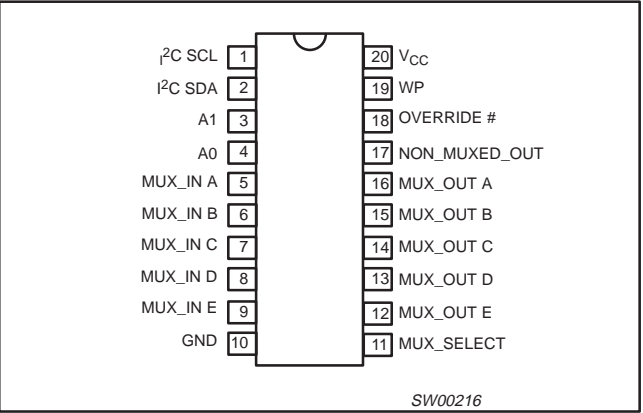 I²C SCL 1 20 VCC
I²C SDA 2 19 WP
A1 3 18 OVERRIDE #
A0 4 17 NON_MUXED_OUT
MUX_IN A 5 16 MUX_OUT A
MUX_IN B 6 15 MUX_OUT B
MUX_IN C 7 14 MUX_OUT C
MUX_IN D 8 13 MUX_OUT D
MUX_IN E 9 12 MUX_OUT E
GND 10 11 MUX_SELECT
SW00216